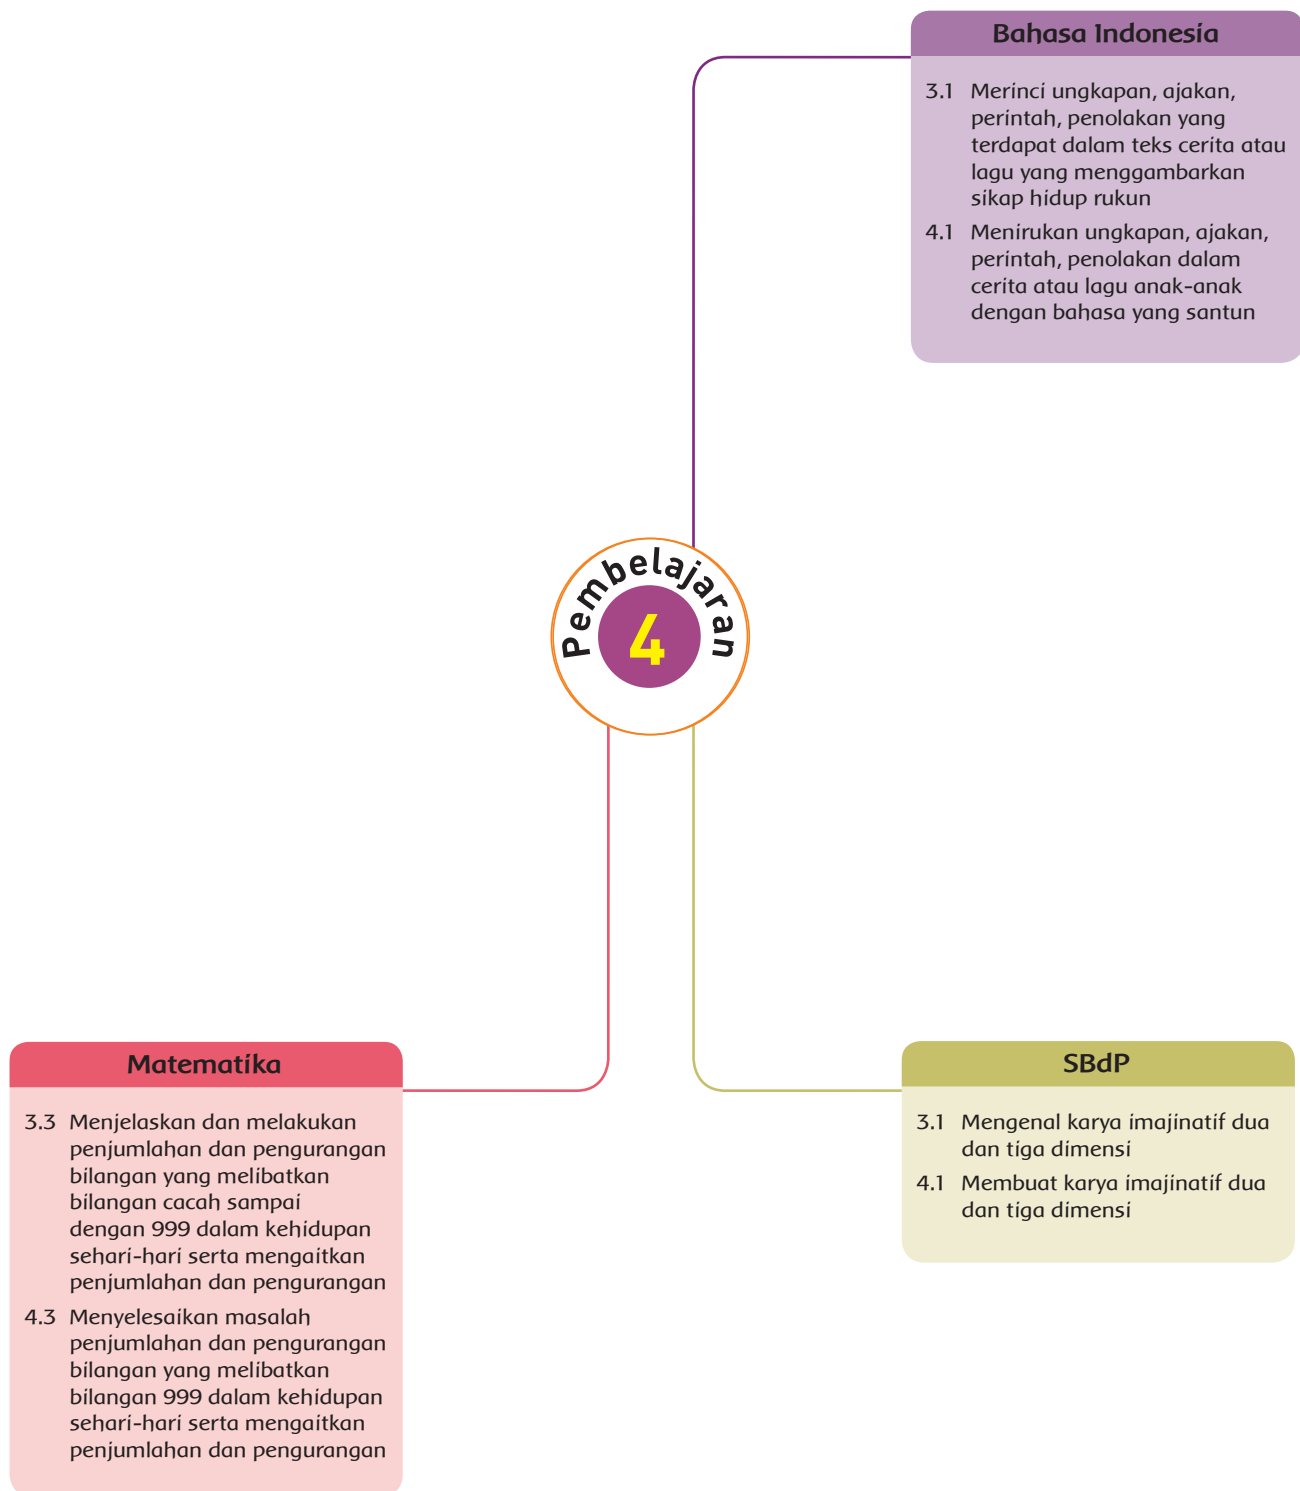 Bahasa Indonesia
3.1 Merinci ungkapan, ajakan,
perintah, penolakan yang
terdapat dalam teks cerita atau
lagu yang menggambarkan
sikap hidup rukun
4.1 Menirukan ungkapan, ajakan,
perintah, penolakan dalam
cerita atau lagu anak-anak
dengan bahasa yang santun
Pembelajaran
4
Matematika
3.3 Menjelaskan dan melakukan
penjumlahan dan pengurangan
bilangan yang melibatkan
bilangan cacah sampai
dengan 999 dalam kehidupan
sehari-hari serta mengaitkan
penjumlahan dan pengurangan
4.3 Menyelesaikan masalah
penjumlahan dan pengurangan
bilangan yang melibatkan
bilangan 999 dalam kehidupan
sehari-hari serta mengaitkan
penjumlahan dan pengurangan
SBdP
3.1 Mengenal karya imajinatif dua
dan tiga dimensi
4.1 Membuat karya imajinatif dua
dan tiga dimensi